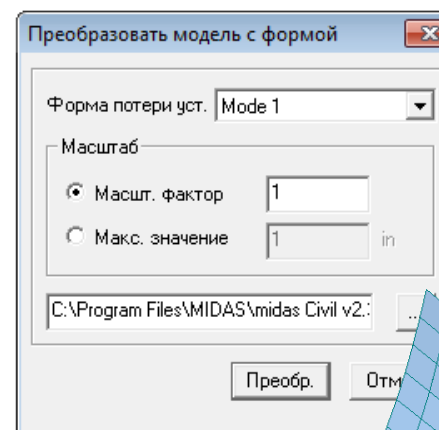 Преобразовать модель с формой
Форма потери уст. Mode 1
Масштаб
Масшт. фактор 1
Макс. значение 1 in
C:\Program Files\MIDAS\midas Civil v2. ...
Преобр. Отм